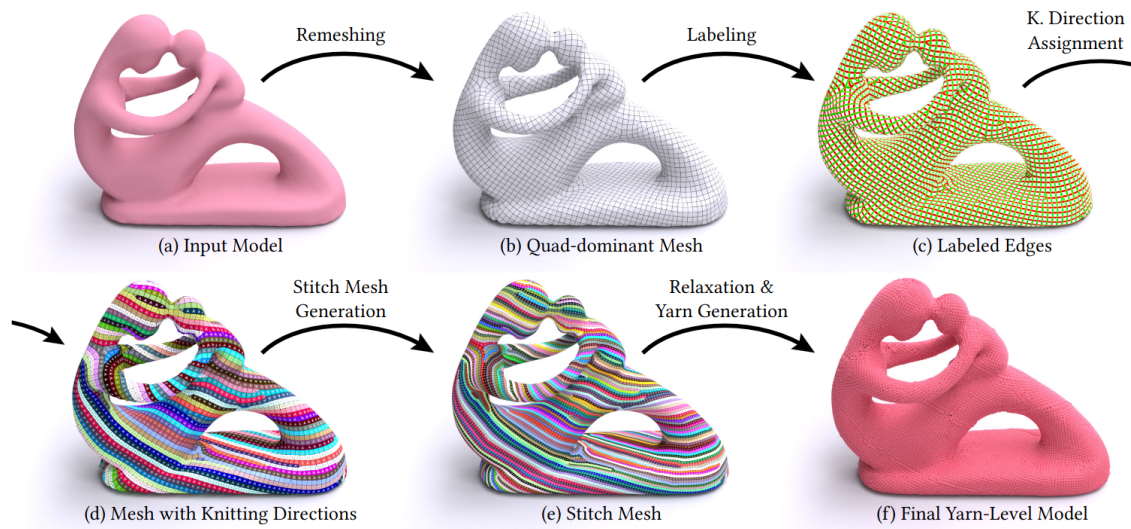 Remeshing
Labeling
K. Direction
Assignment
(a) Input Model
(b) Quad-dominant Mesh
(c) Labeled Edges
Stitch Mesh
Generation
Relaxation &
Yarn Generation
(d) Mesh with Knitting Directions
(e) Stitch Mesh
(f) Final Yarn-Level Model